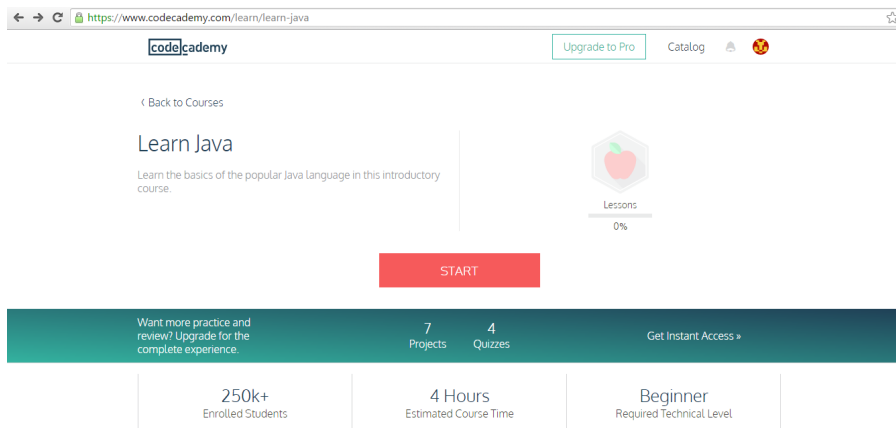 https://www.codecademy.com/learn/learn-java
codecademy
Upgrade to Pro
Catalog
Back to Courses
Learn Java
Learn the basics of the popular Java language in this introductory
course.
Lessons
0%
START
Want more practice and
review? Upgrade for the
complete experience.
7
Projects
4
Quizzes
Get Instant Access »
250k+
Enrolled Students
4 Hours
Estimated Course Time
Beginner
Required Technical Level